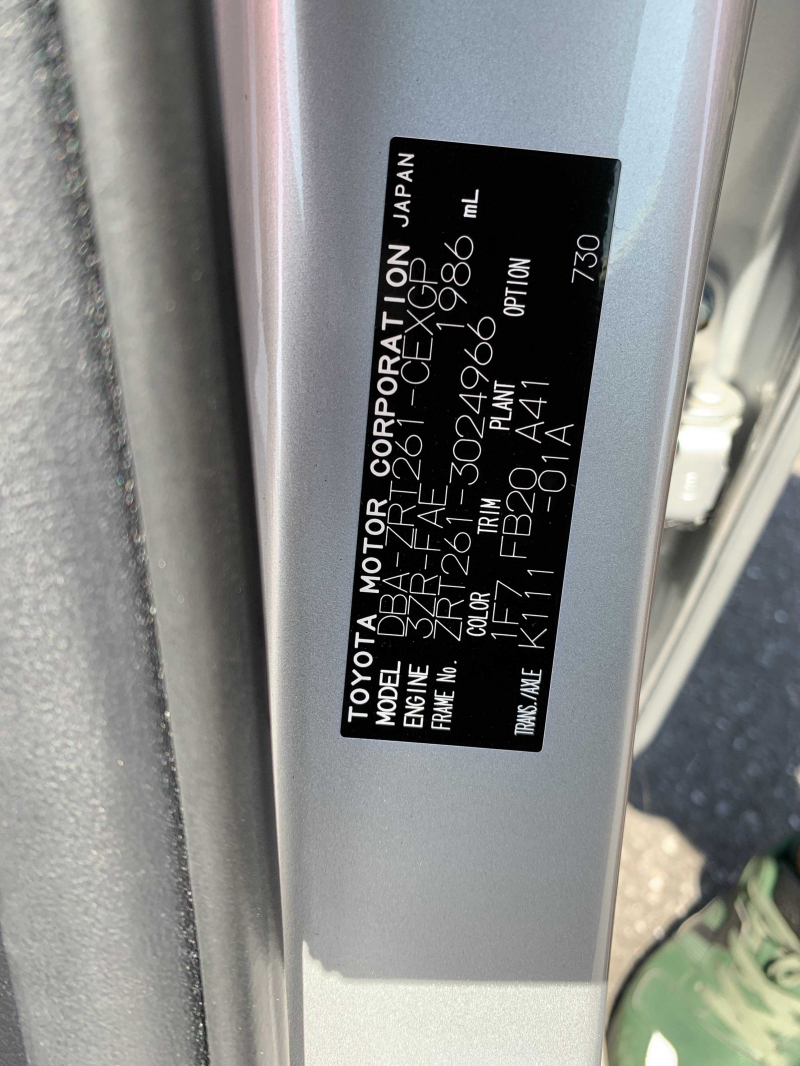 TOYOTA MOTOR CORPORATION JAPAN
MODEL DBA-ZRT261-CEXGP
ENGINE 3ZR-FAE 1986 mL
FRAME No. ZRT261-3024966
COLOR TRIM PLANT OPTION
1F7 FB20 A41
TRANS./AXLE K111 -01A
730